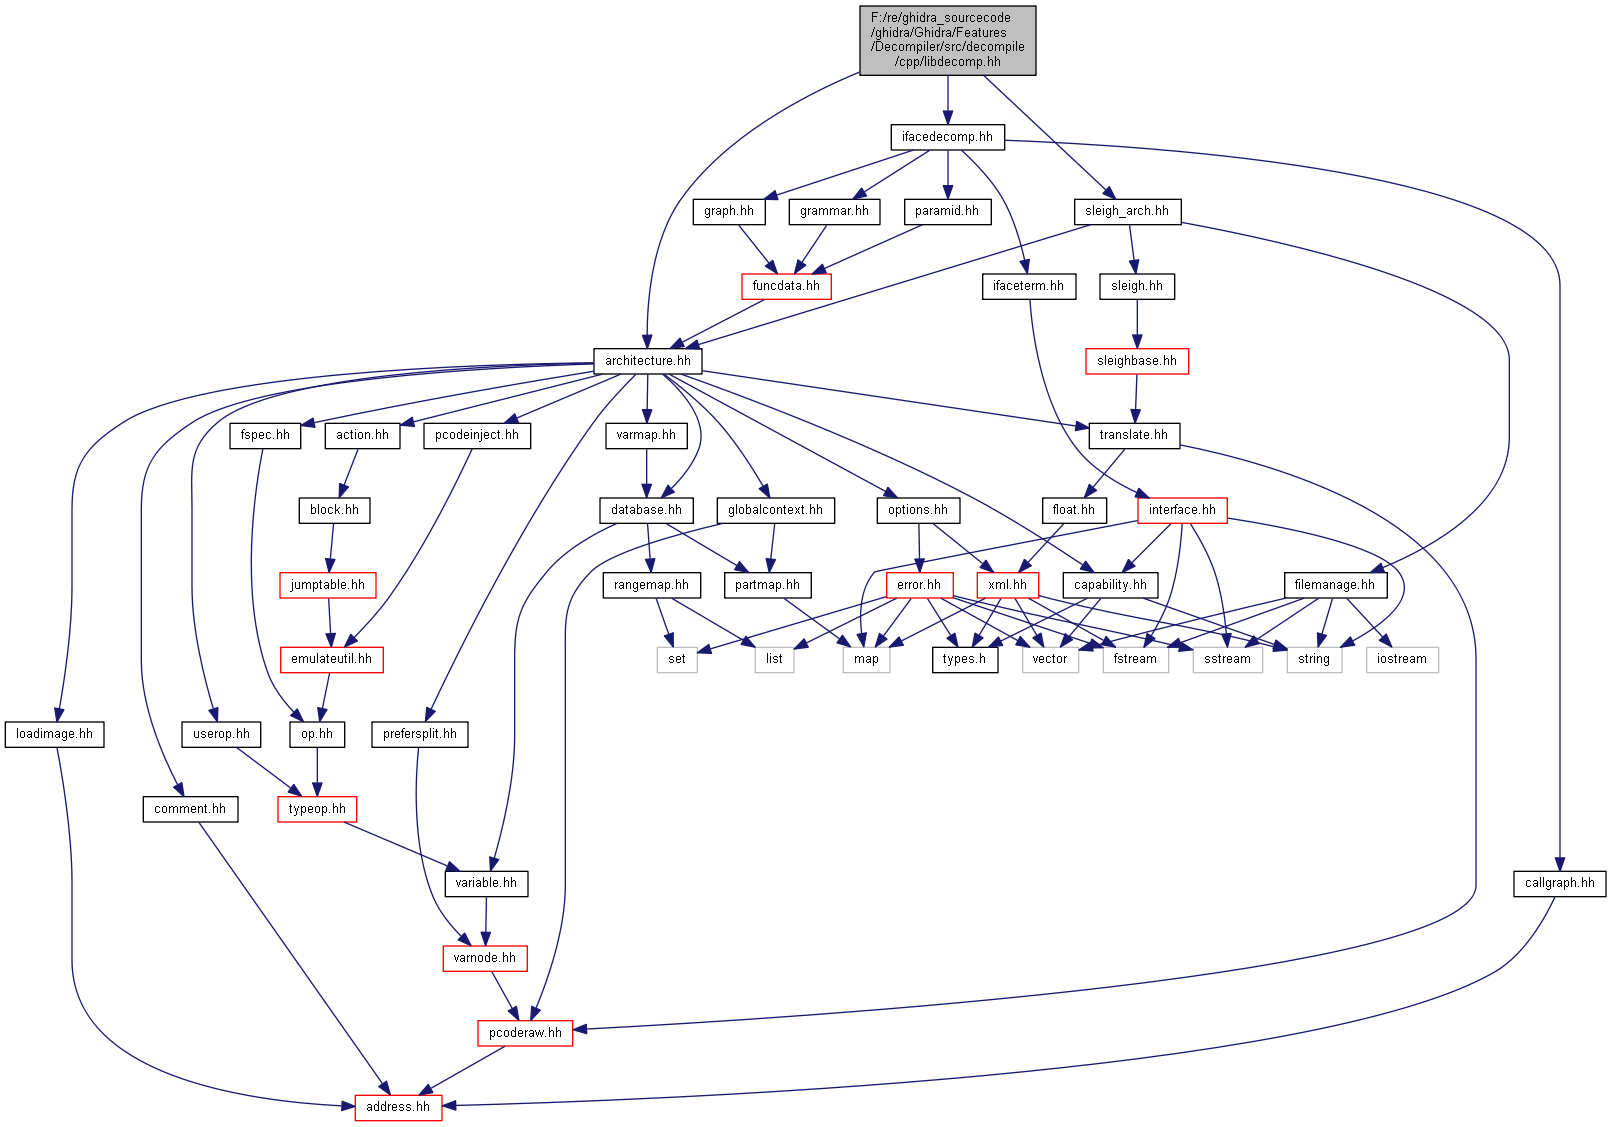 F:/re/ghidra_sourcecode
/ghidra/Ghidra/Features
/Decompiler/src/decompile
/cpp/libdecomp.hh
ifacedecomp.hh
graph.hh
grammar.hh
paramid.hh
sleigh_arch.hh
funcdata.hh
ifaceterm.hh
sleigh.hh
architecture.hh
sleighbase.hh
fspec.hh
action.hh
pcodeinject.hh
varmap.hh
translate.hh
block.hh
database.hh
globalcontext.hh
options.hh
float.hh
interface.hh
jumptable.hh
rangemap.hh
partmap.hh
error.hh
xml.hh
capability.hh
filemanage.hh
emulateutil.hh
set
list
map
types.h
vector
fstream
sstream
string
iostream
loadimage.hh
userop.hh
op.hh
prefersplit.hh
comment.hh
typeop.hh
variable.hh
callgraph.hh
varnode.hh
pcoderaw.hh
address.hh